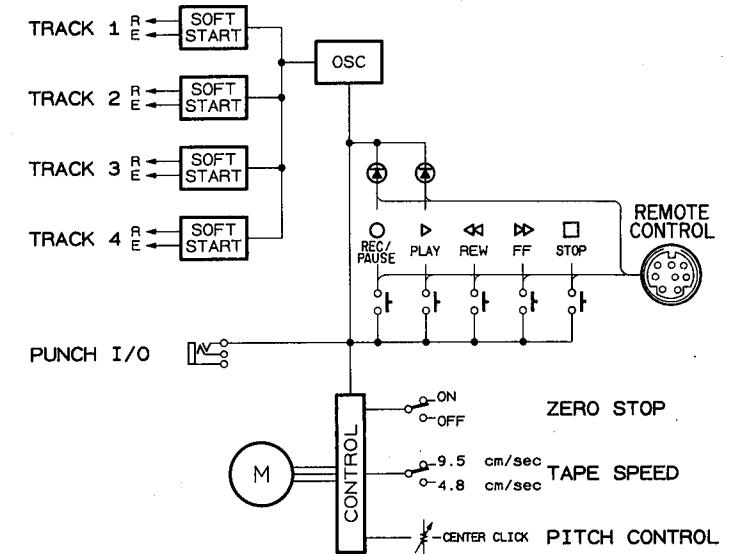 TRACK 1 R E SOFT START
OSC
TRACK 2 R E SOFT START
TRACK 3 R E SOFT START
TRACK 4 R E SOFT START
REMOTE
CONTROL
REC/
PAUSE
PLAY
REW
FF
STOP
PUNCH I/O
ON
OFF
ZERO STOP
M
CONTROL
9.5 cm/sec
4.8 cm/sec
TAPE SPEED
CENTER CLICK
PITCH CONTROL